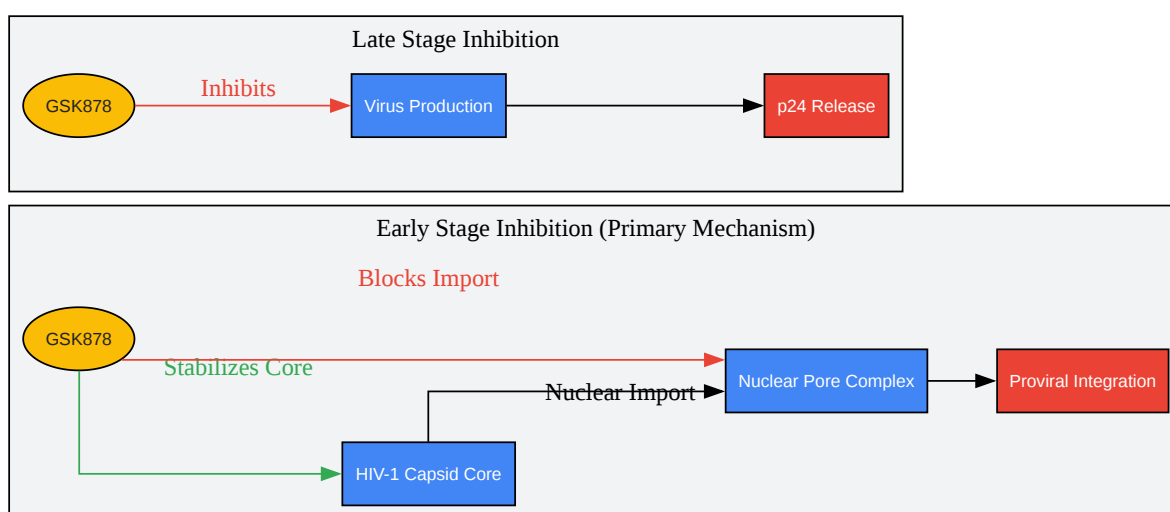 Late Stage Inhibition
GSK878
Inhibits
Virus Production
p24 Release
Early Stage Inhibition (Primary Mechanism)
Blocks Import
GSK878
Stabilizes Core
Nuclear Pore Complex
Proviral Integration
Nuclear Import
HIV-1 Capsid Core